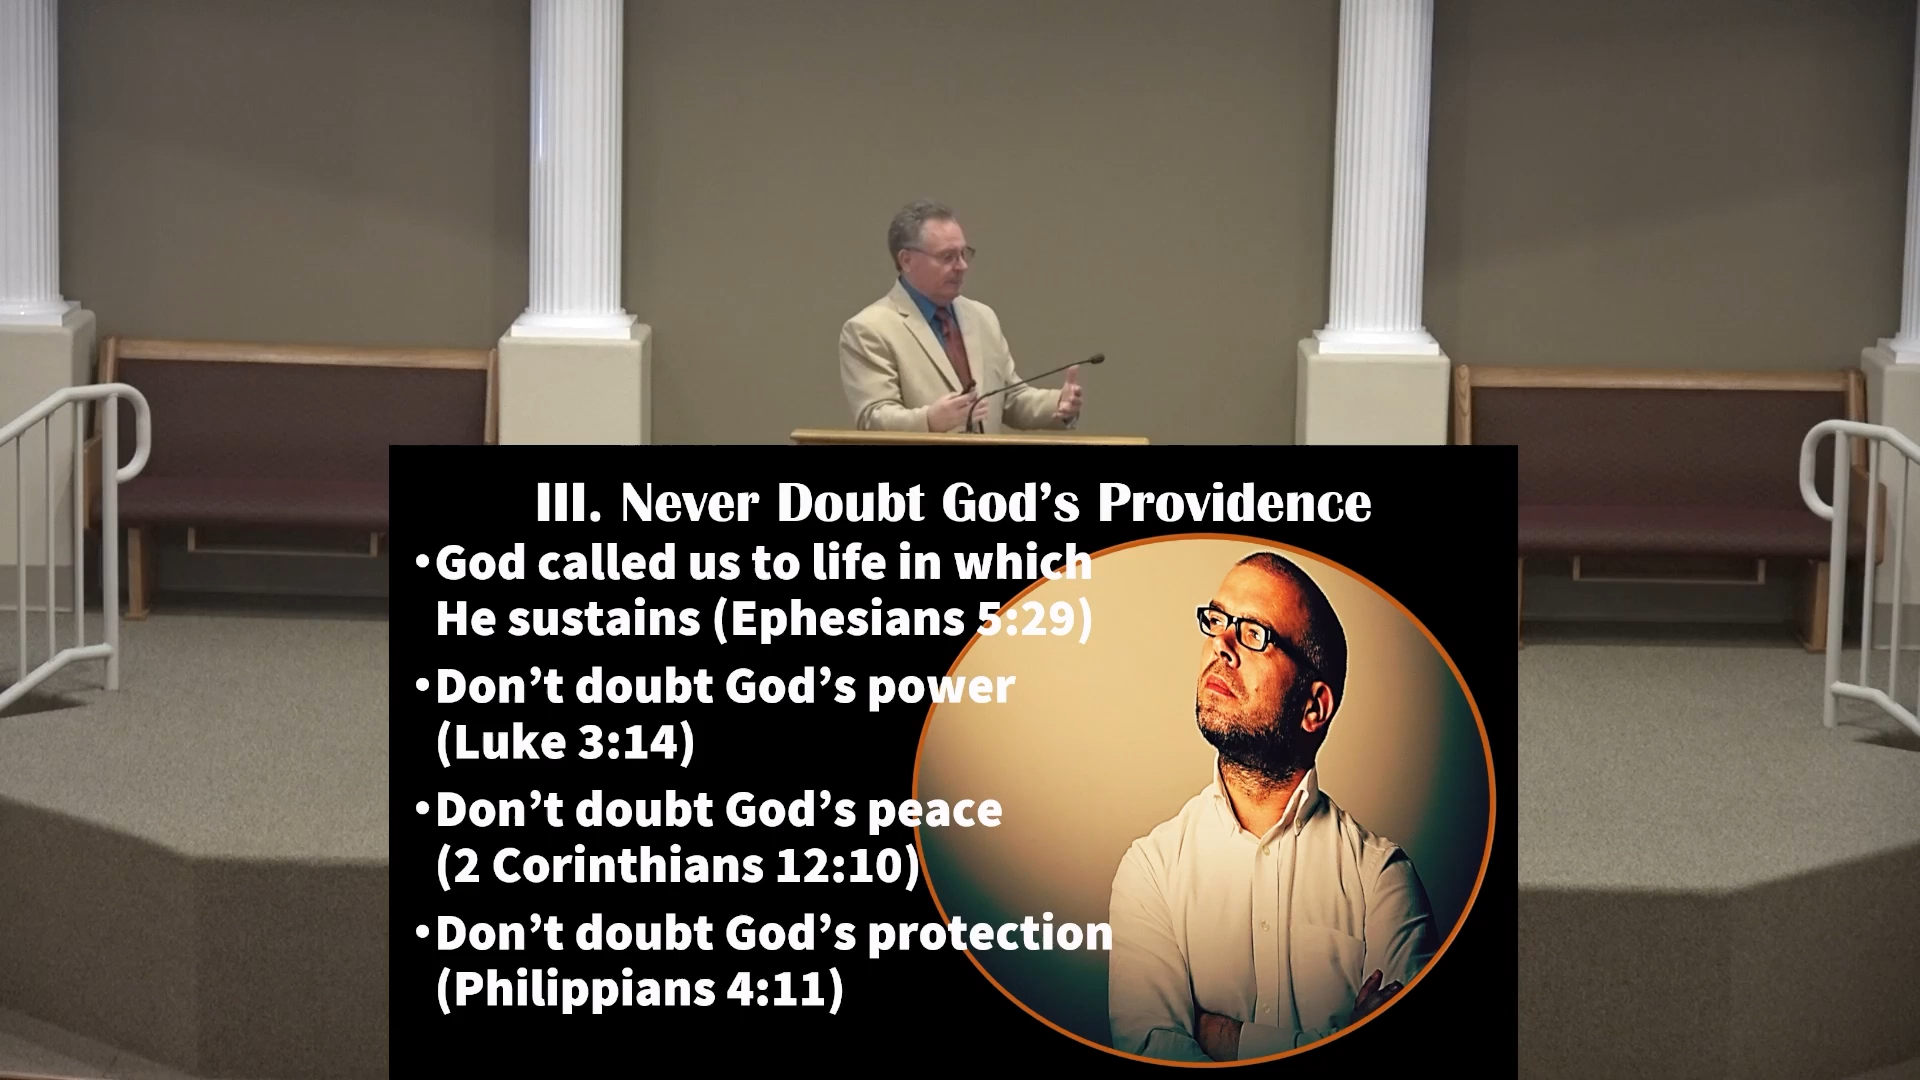 III. Never Doubt God’s Providence
•God called us to life in which
He sustains (Ephesians 5:29)
•Don’t doubt God’s power
(Luke 3:14)
•Don’t doubt God’s peace
(2 Corinthians 12:10)
•Don’t doubt God’s protection
(Philippians 4:11)